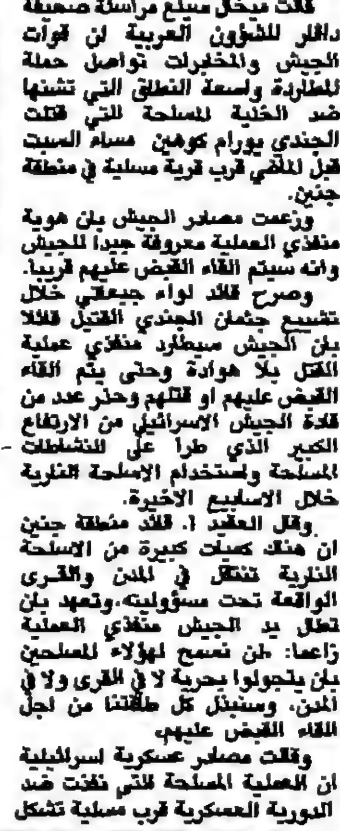 قالت ميخال سيلع مراسلة صحيفة
دافار للشؤون العربية ان قوات
الجيش والمخابرات تواصل حملة
المطاردة واسعة النطاق التي تشنها
ضد الخلية المسلحة التي قتلت
الجندي يورام كوهين مساء السبت
قبل الماضي قرب قرية مسلية في منطقة
جنين.
وزعمت مصادر الجيش بان هوية
منفذي العملية معروفة جيدا للجيش
وانه سيتم القاء القبض عليهم قريبا.
وصرح قائد لواء جبعاتي خلال
تشييع جثمان الجندي القتيل قائلا
بان الجيش سيطارد منفذي عملية
القتل بلا هوادة وحتى يتم القاء
القبض عليهم او قتلهم وحذر عدد من
قادة الجيش الاسرائيلي من الارتفاع
الكبير الذي طرا على النشاطات
المسلحة واستخدام الاسلحة النارية
خلال الاسابيع الاخيرة.
وقال العقيد أ. قائد منطقة جنين
ان هناك كميات كبيرة من الاسلحة
النارية تتنقل في المدن والقرى
الواقعة تحت مسؤوليته.وتعهد بان
تطال يد الجيش منفذي العملية
زاعما: لن نسمح لهؤلاء المسلحين
بان يتجولوا بحرية لا في القرى ولا في
المدن، وسنبذل كل طاقتنا من اجل
القاء القبض عليهم.
وقالت مصادر عسكرية اسرائيلية
ان العملية المسلحة التي نفذت ضد
الدورية العسكرية قرب مسلية تشكل